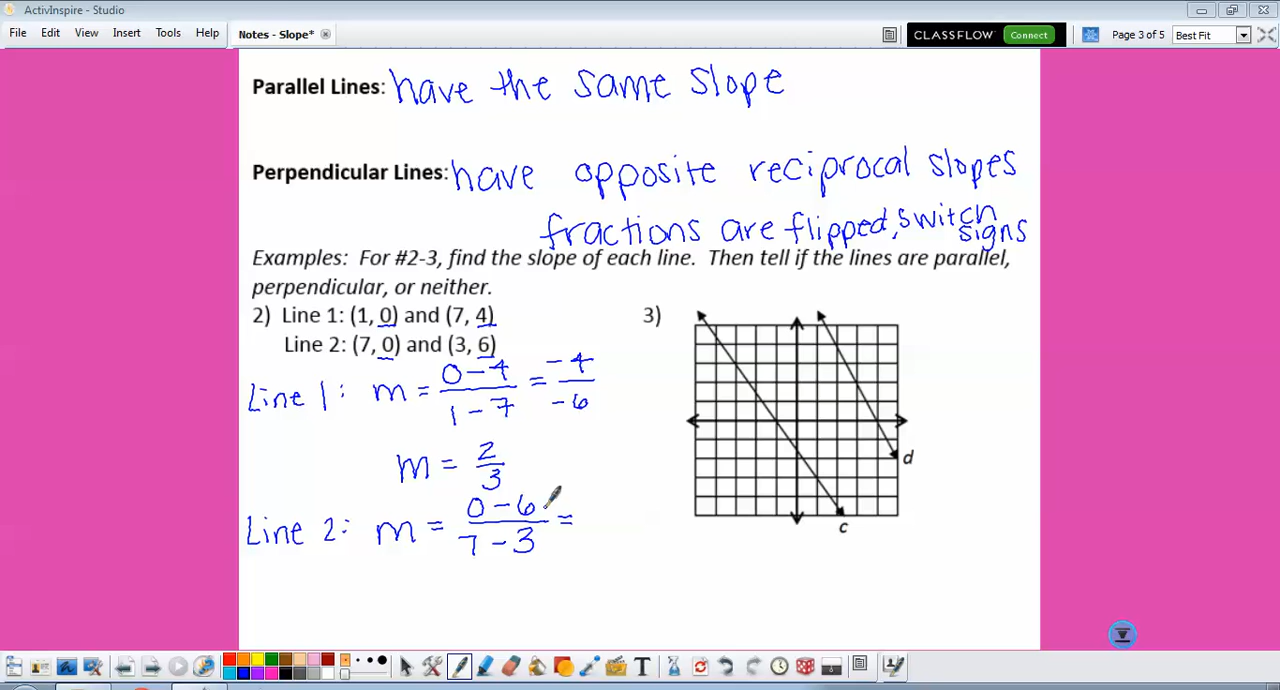 ActivInspire - Studio
File Edit View Insert Tools Help Notes - Slope* CLASSFLOW Connect Page 3 of 5 Best Fit
Parallel Lines: have the same slope
Perpendicular Lines: have opposite reciprocal slopes
fractions are flipped, switch signs
Examples: For #2-3, find the slope of each line. Then tell if the lines are parallel,
perpendicular, or neither.
2) Line 1: (1, 0) and (7, 4) 3)
Line 2: (7, 0) and (3, 6)
Line 1: m = 0-4/1-7 = -4/-6
m = 2/3
d
Line 2: m = 0-6/7-3 =
c
T